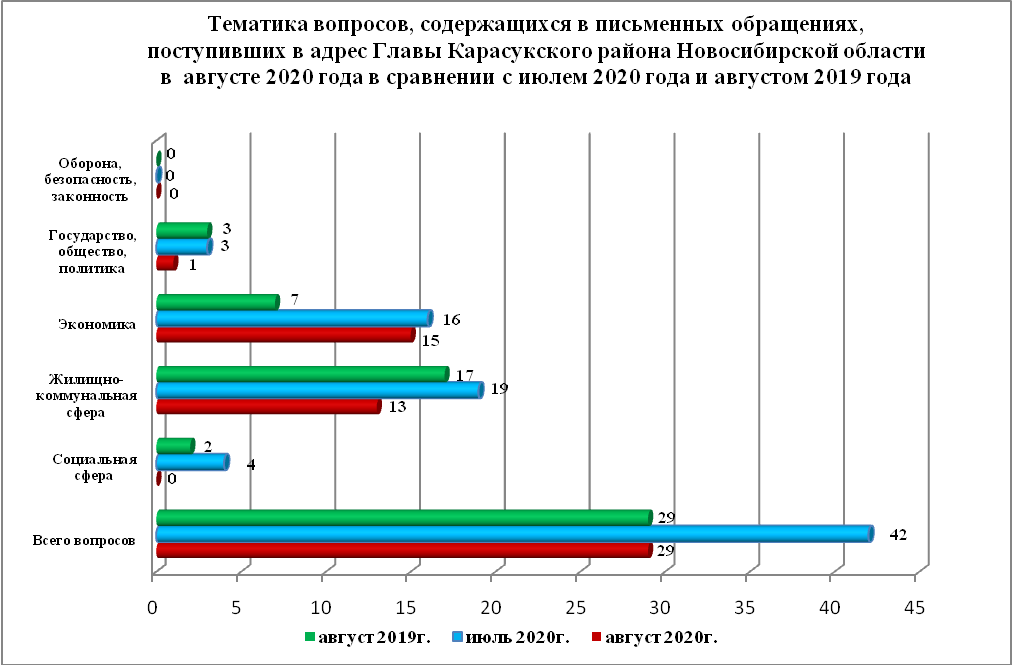 Тематика вопросов, содержащихся в письменных обращениях,
поступивших в адрес Главы Карасукского района Новосибирской области
в августе 2020 года в сравнении с июлем 2020 года и августом 2019 года
Оборона,
безопасность,
законность
0
0
0
Государство,
общество,
политика
3
3
1
Экономика
7
16
15
Жилищно-
коммунальная
сфера
17
19
13
Социальная
сфера
2
4
0
Всего вопросов
29
42
29
0 5 10 15 20 25 30 35 40 45
август 2019г. июль 2020г. август 2020г.